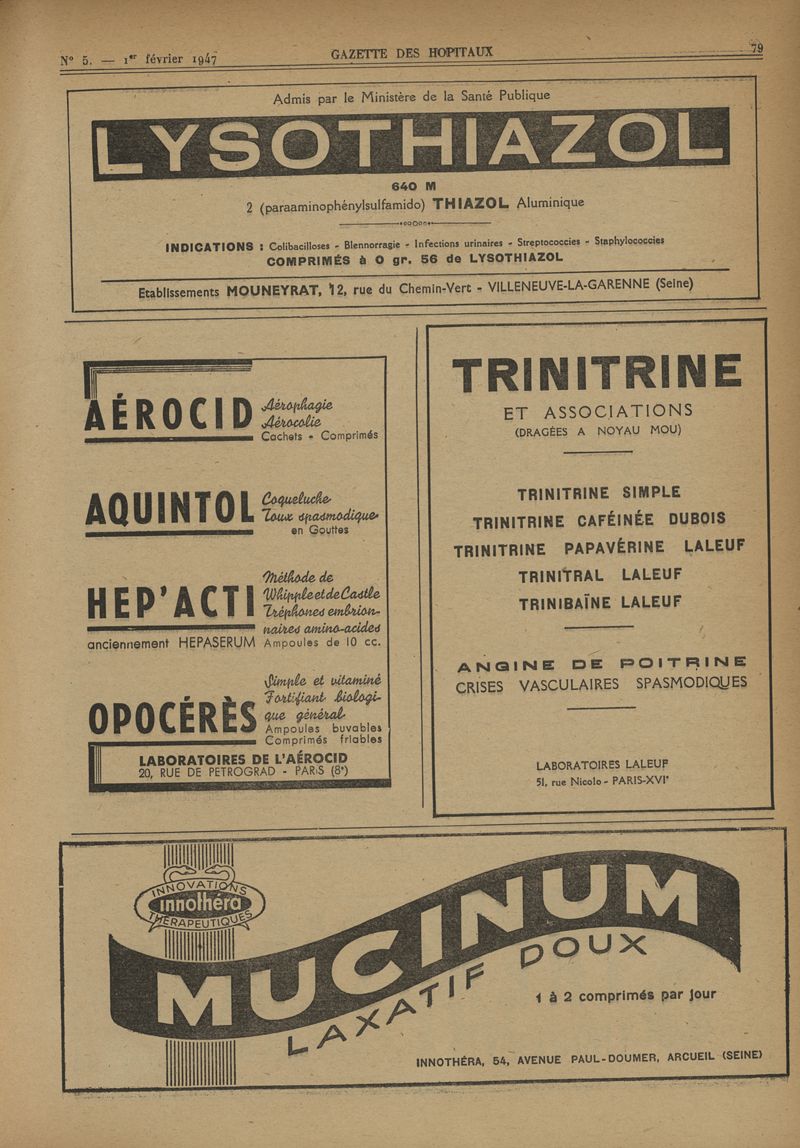 N° 5. — 1er février 1947
GAZETTE DES HOPITAUX
79
Admis par le Ministère de la Santé Publique
LYSOTHIAZOL
640 M
2 (paraaminophénylsulfamido) THIAZOL Aluminique
INDICATIONS : Colibacilloses - Blennorragie - Infections urinaires - Streptococcies - Staphylococcies
COMPRIMÉS à 0 gr. 56 de LYSOTHIAZOL
Etablissements MOUNEYRAT, 12, rue du Chemin-Vert - VILLENEUVE-LA-GARENNE (Seine)
AÉROCID
Aérophagie
Aérocolie
Cachets - Comprimés
AQUINTOL
Coqueluche
Toux spasmodique
en Gouttes
HEP'ACTI
anciennement HEPASERUM
Méthode de
Whipple et de Castle
Tréphones embrion-
naires amino-acides
Ampoules de 10 cc.
OPOCÉRÈS
Simple et vitaminé
Fortifiant biologi-
que général
Ampoules buvables
Comprimés friables
LABORATOIRES DE L'AÉROCID
20, RUE DE PETROGRAD - PARIS (8e)
TRINITRINE
ET ASSOCIATIONS
(DRAGÉES A NOYAU MOU)
TRINITRINE SIMPLE
TRINITRINE CAFÉINÉE DUBOIS
TRINITRINE PAPAVÉRINE LALEUF
TRINITRAL LALEUF
TRINIBAÏNE LALEUF
ANGINE DE POITRINE
CRISES VASCULAIRES SPASMODIQUES
LABORATOIRES LALEUF
51, rue Nicolo - PARIS-XVIe
INNOVATIONS
innothéra
THÉRAPEUTIQUES
MUCINUM
LAXATIF DOUX
1 à 2 comprimés par jour
INNOTHÉRA, 54, AVENUE PAUL-DOUMER, ARCUEIL (SEINE)